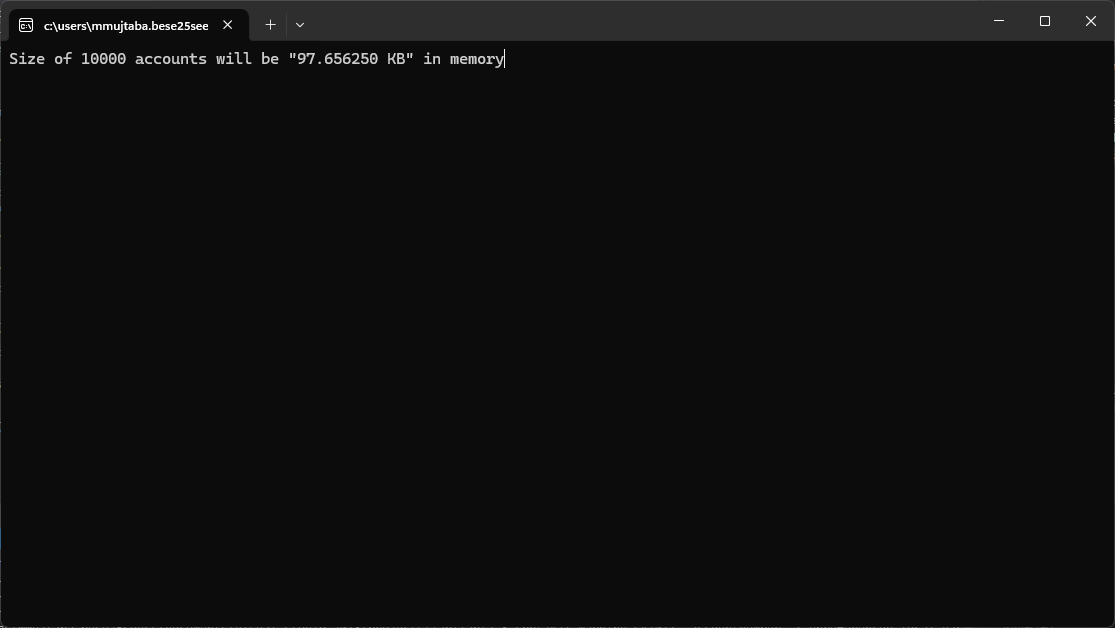 c:\users\mmujtaba.bese25see
Size of 10000 accounts will be "97.656250 KB" in memory